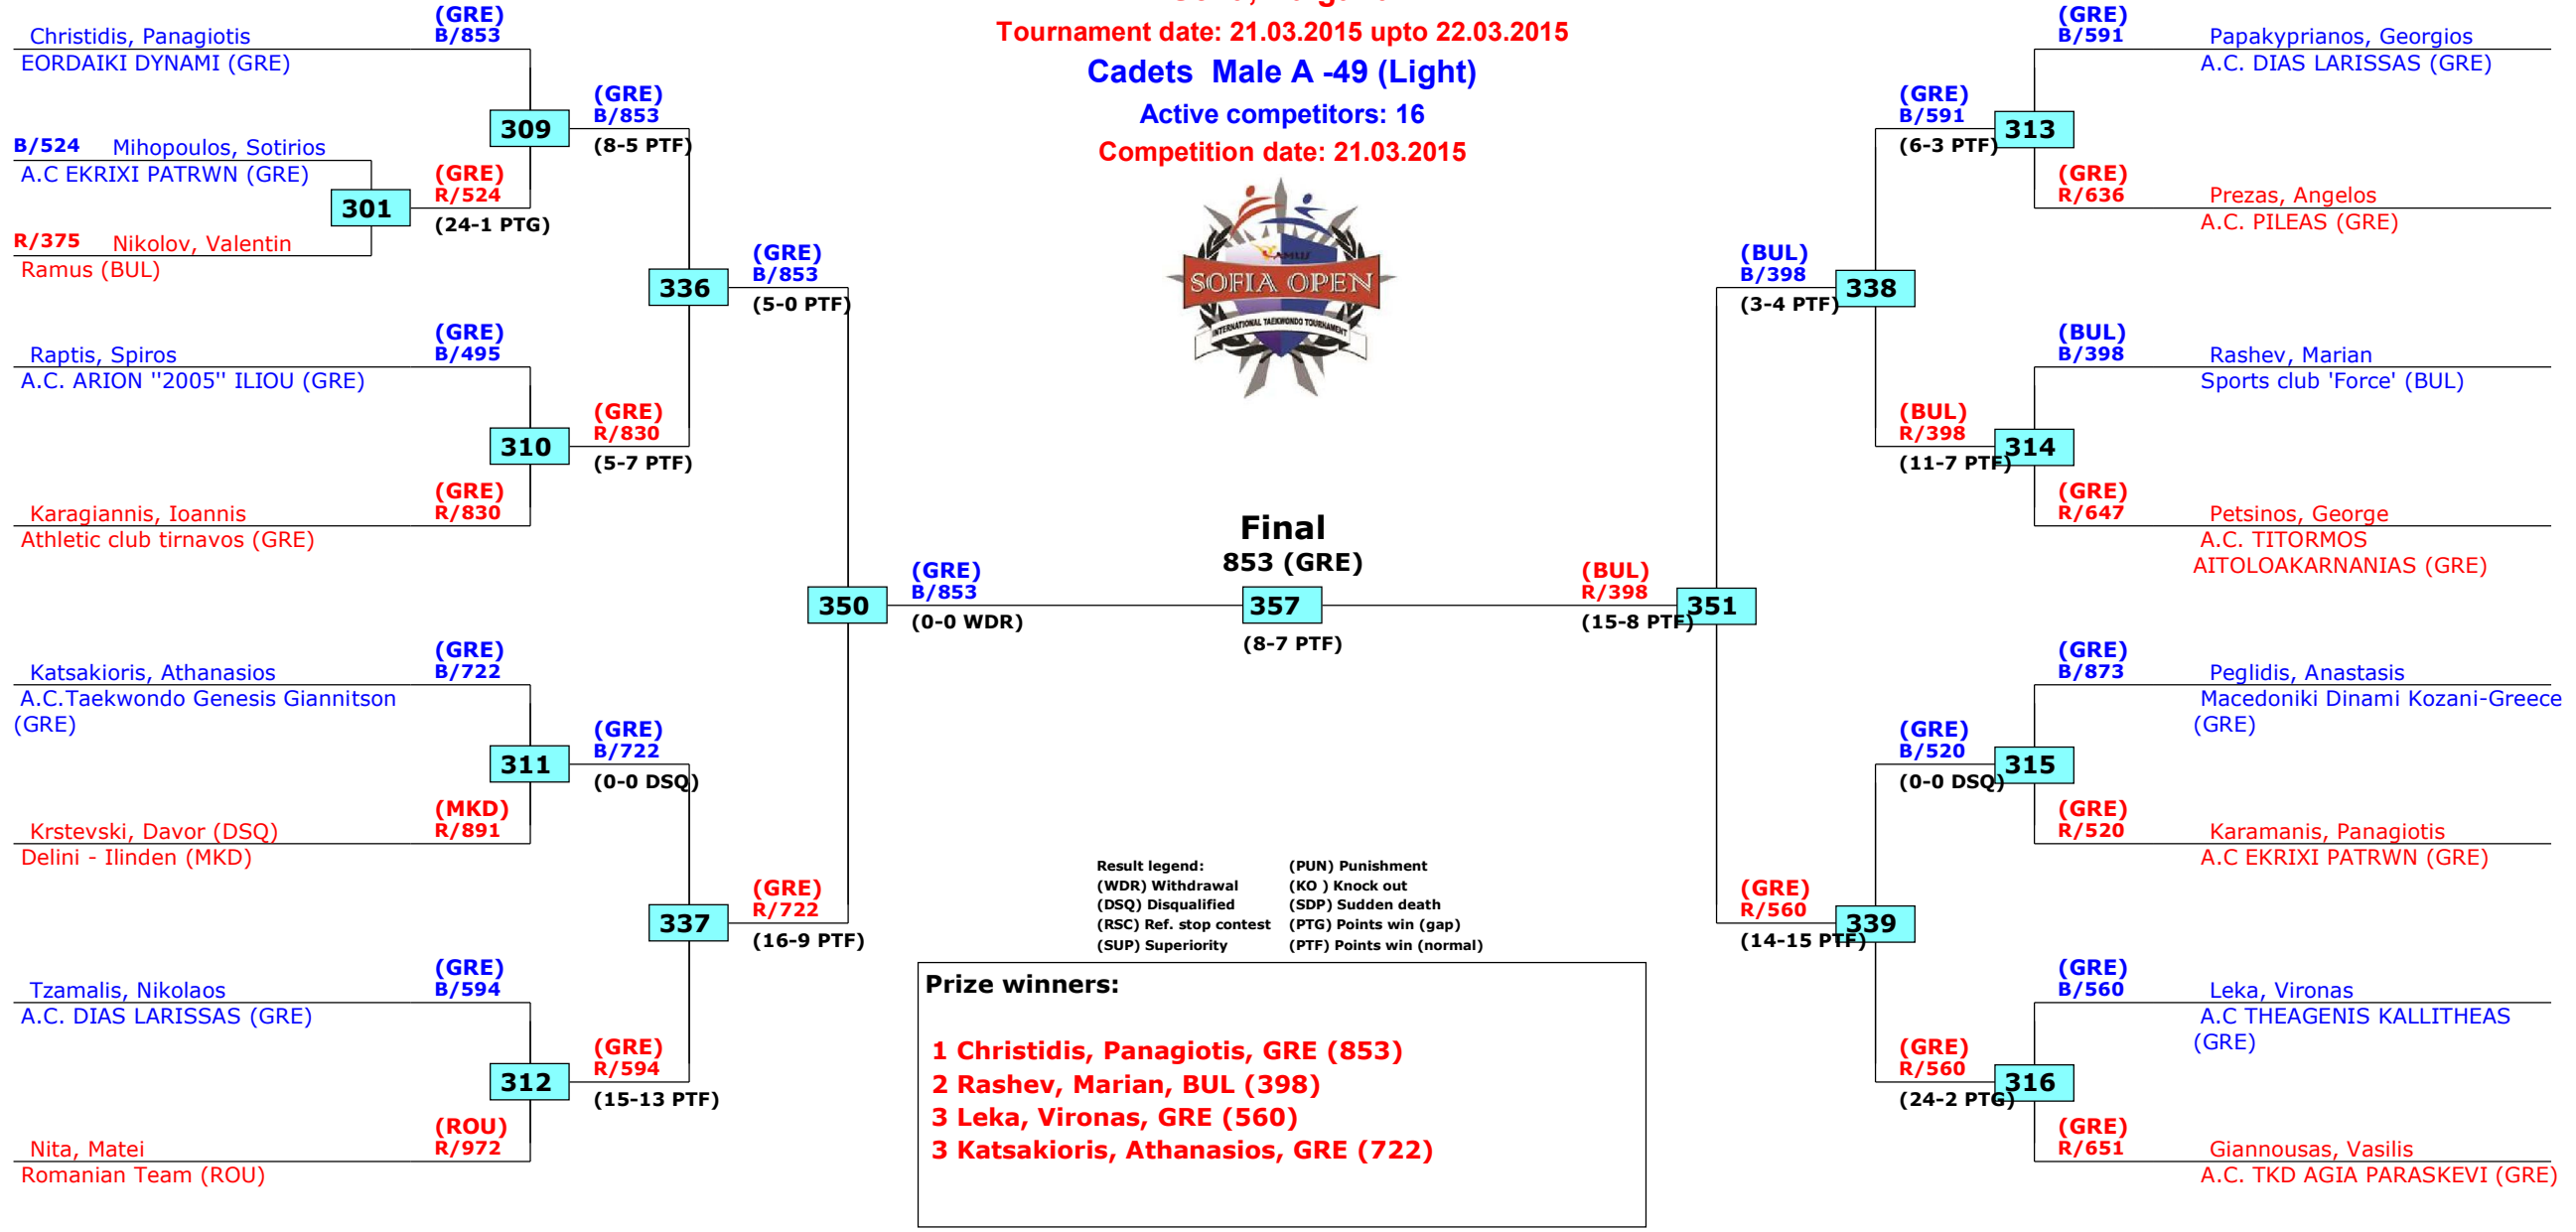 Tournament date: 21.03.2015 upto 22.03.2015
Cadets Male A -49 (Light)
Active competitors: 16
Competition date: 21.03.2015
SOFIA OPEN
INTERNATIONAL TAEKWONDO TOURNAMENT
(GRE)
B/853
Christidis, Panagiotis
EORDAIKI DYNAMI (GRE)
309
(GRE)
B/853
(8-5 PTF)
B/524 Mihopoulos, Sotirios
A.C EKRIXI PATRWN (GRE)
301
(GRE)
R/524
(24-1 PTG)
R/375 Nikolov, Valentin
Ramus (BUL)
336
(GRE)
B/853
(5-0 PTF)
(GRE)
B/495
Raptis, Spiros
A.C. ARION "2005" ILIOU (GRE)
310
(GRE)
R/830
(5-7 PTF)
(GRE)
R/830
Karagiannis, Ioannis
Athletic club tirnavos (GRE)
350
(GRE)
B/853
(0-0 WDR)
(GRE)
B/722
Katsakioris, Athanasios
A.C.Taekwondo Genesis Giannitson
(GRE)
311
(GRE)
B/722
(0-0 DSQ)
(MKD)
R/891
Krstevski, Davor (DSQ)
Delini - Ilinden (MKD)
337
(GRE)
R/722
(16-9 PTF)
(GRE)
B/594
Tzamalis, Nikolaos
A.C. DIAS LARISSAS (GRE)
312
(GRE)
R/594
(15-13 PTF)
(ROU)
R/972
Nita, Matei
Romanian Team (ROU)
Final
853 (GRE)
357
(8-7 PTF)
(GRE)
B/591
Papakyprianos, Georgios
A.C. DIAS LARISSAS (GRE)
(GRE)
B/591
(6-3 PTF)
313
(GRE)
R/636
Prezas, Angelos
A.C. PILEAS (GRE)
(BUL)
B/398
(3-4 PTF)
338
(BUL)
B/398
Rashev, Marian
Sports club 'Force' (BUL)
(BUL)
R/398
(11-7 PTF)
314
(GRE)
R/647
Petsinos, George
A.C. TITORMOS
AITOLOAKARNANIAS (GRE)
(BUL)
R/398
(15-8 PTF)
351
(GRE)
B/873
Peglidis, Anastasis
Macedoniki Dinami Kozani-Greece
(GRE)
(GRE)
B/520
(0-0 DSQ)
315
(GRE)
R/520
Karamanis, Panagiotis
A.C EKRIXI PATRWN (GRE)
(GRE)
R/560
(14-15 PTF)
339
(GRE)
B/560
Leka, Vironas
A.C THEAGENIS KALLITHEAS
(GRE)
(GRE)
R/560
(24-2 PTG)
316
(GRE)
R/651
Giannousas, Vasilis
A.C. TKD AGIA PARASKEVI (GRE)
Result legend: (PUN) Punishment
(WDR) Withdrawal (KO ) Knock out
(DSQ) Disqualified (SDP) Sudden death
(RSC) Ref. stop contest (PTG) Points win (gap)
(SUP) Superiority (PTF) Points win (normal)
Prize winners:
1 Christidis, Panagiotis, GRE (853)
2 Rashev, Marian, BUL (398)
3 Leka, Vironas, GRE (560)
3 Katsakioris, Athanasios, GRE (722)